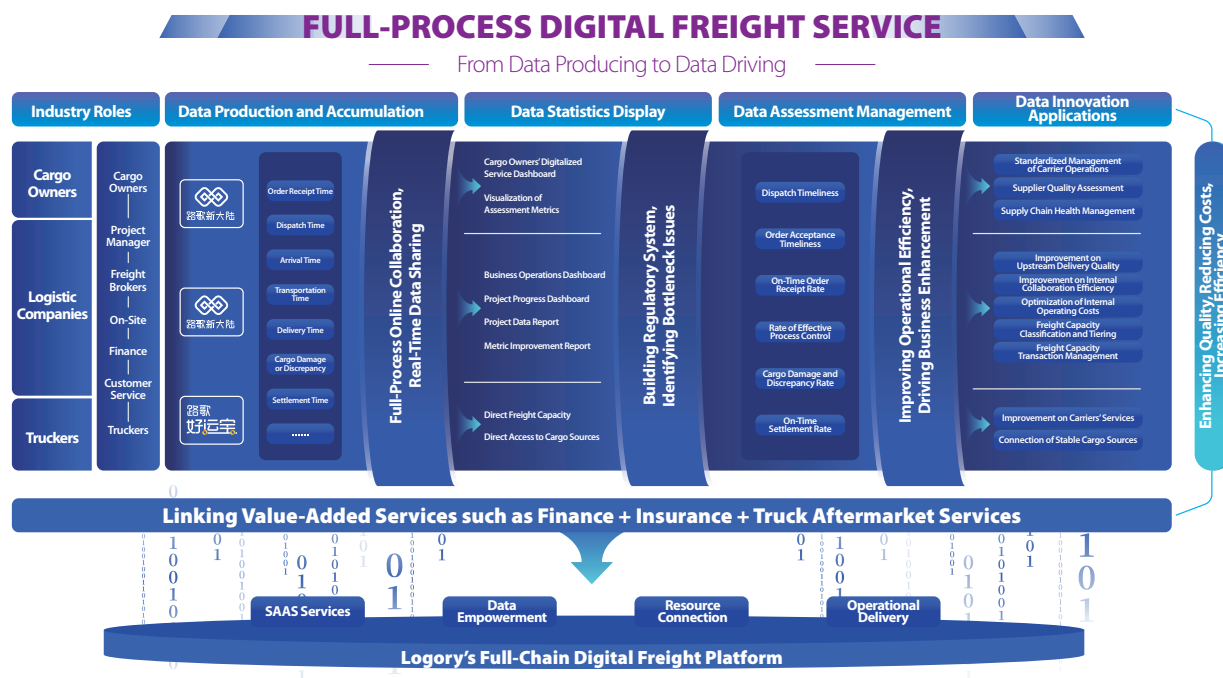 FULL-PROCESS DIGITAL FREIGHT SERVICE
From Data Producing to Data Driving
Industry Roles
Data Production and Accumulation
Data Statistics Display
Data Assessment Management
Data Innovation
Applications
Cargo
Owners
Logistic
Companies
Truckers
Cargo
Owners
Project
Manager
Freight
Brokers
On-Site
Finance
Customer
Service
Truckers
路歌新大陆
路歌新大陆
路歌
好运宝
Order Receipt Time
Dispatch Time
Arrival Time
Transportation
Time
Delivery Time
Cargo Damage
or Discrepancy
Settlement Time
......
Full-Process Online Collaboration,
Real-Time Data Sharing
Cargo Owners' Digitalized
Service Dashboard
Visualization of
Assessment Metrics
Business Operations Dashboard
Project Progress Dashboard
Project Data Report
Metric Improvement Report
Direct Freight Capacity
Direct Access to Cargo Sources
Building Regulatory System,
Identifying Bottleneck Issues
Dispatch Timeliness
Order Acceptance
Timeliness
On-Time Order
Receipt Rate
Rate of Effective
Process Control
Cargo Damage and
Discrepancy Rate
On-Time
Settlement Rate
Improving Operational Efficiency,
Driving Business Enhancement
Standardized Management
of Carrier Operations
Supplier Quality Assessment
Supply Chain Health Management
Improvement on
Upstream Delivery Quality
Improvement on Internal
Collaboration Efficiency
Optimization of Internal
Operating Costs
Freight Capacity
Classification and Tiering
Freight Capacity
Transaction Management
Improvement on Carriers' Services
Connection of Stable Cargo Sources
Enhancing Quality, Reducing Costs,
Increasing Efficiency
Linking Value-Added Services such as Finance + Insurance + Truck Aftermarket Services
SAAS Services
Data
Empowerment
Resource
Connection
Operational
Delivery
Logory's Full-Chain Digital Freight Platform